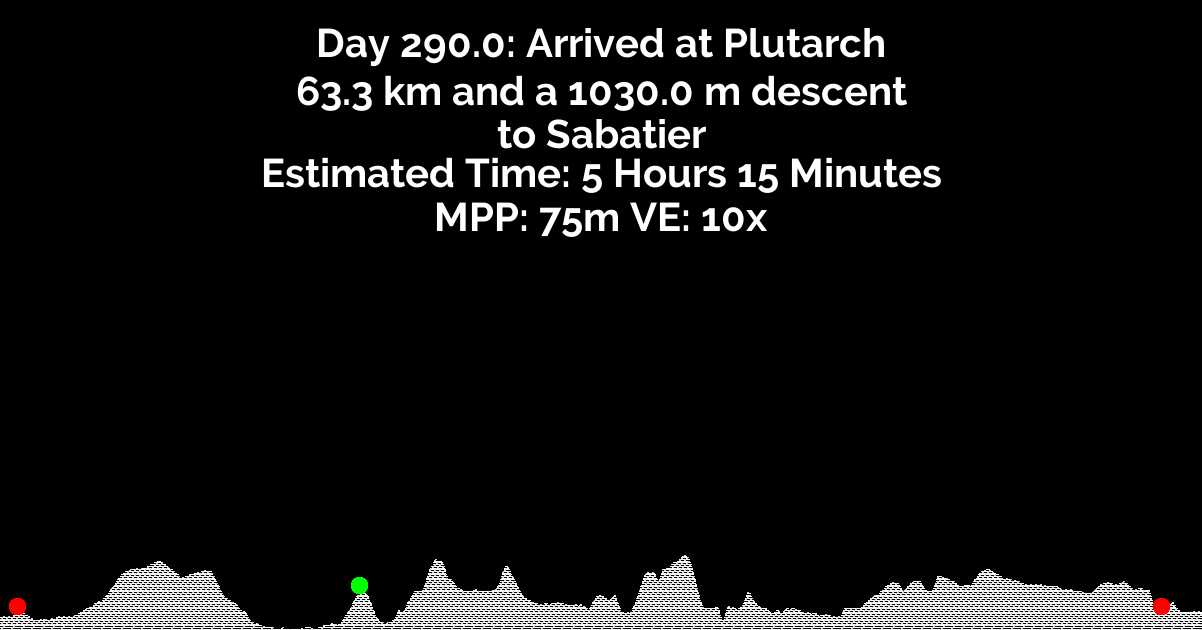 Day 290.0: Arrived at Plutarch
63.3 km and a 1030.0 m descent
to Sabatier
Estimated Time: 5 Hours 15 Minutes
MPP: 75m VE: 10x